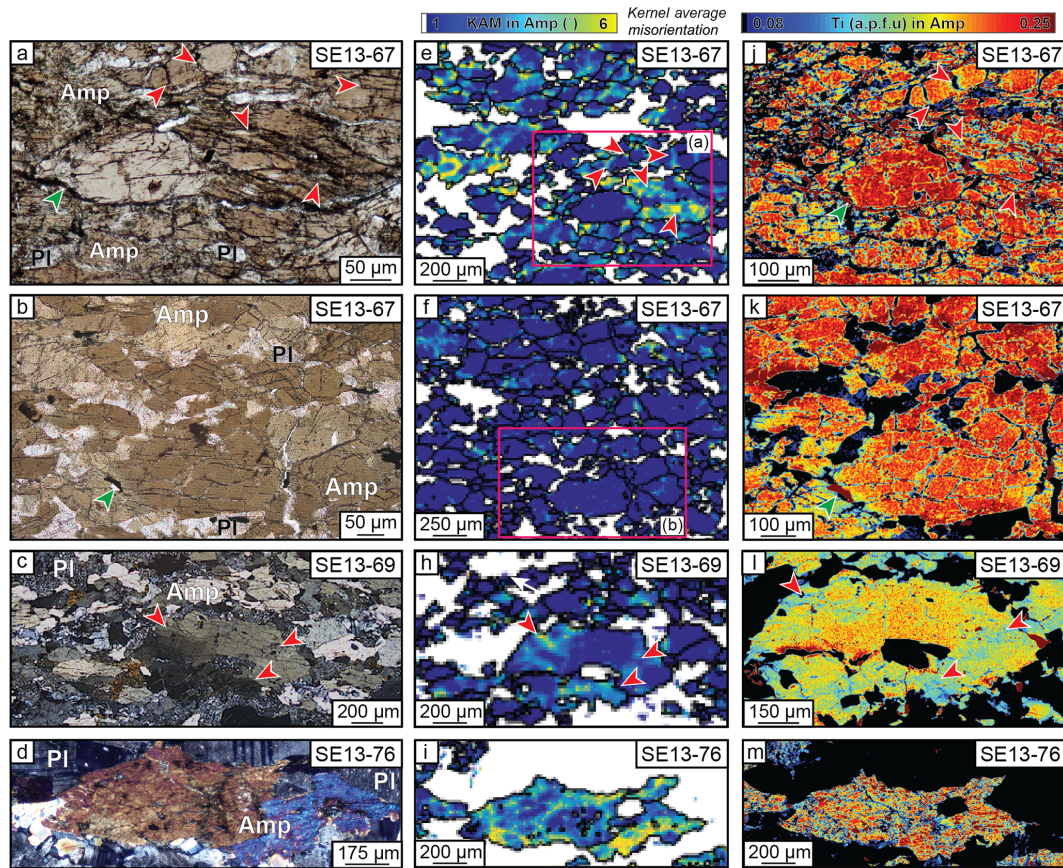 1 KAM in Amp (°) 6
Kernel average
misorientation
0.08 Ti (a.p.f.u) in Amp 0.25
a
SE13-67
Amp
Pl
Amp
Pl
50 µm
e
SE13-67
(a)
200 µm
j
SE13-67
100 µm
b
SE13-67
Amp
Pl
Amp
Pl
50 µm
f
SE13-67
(b)
250 µm
k
SE13-67
100 µm
c
SE13-69
Pl
Amp
200 µm
h
SE13-69
200 µm
l
SE13-69
150 µm
d
SE13-76
Pl
Pl
Amp
175 µm
i
SE13-76
200 µm
m
SE13-76
200 µm